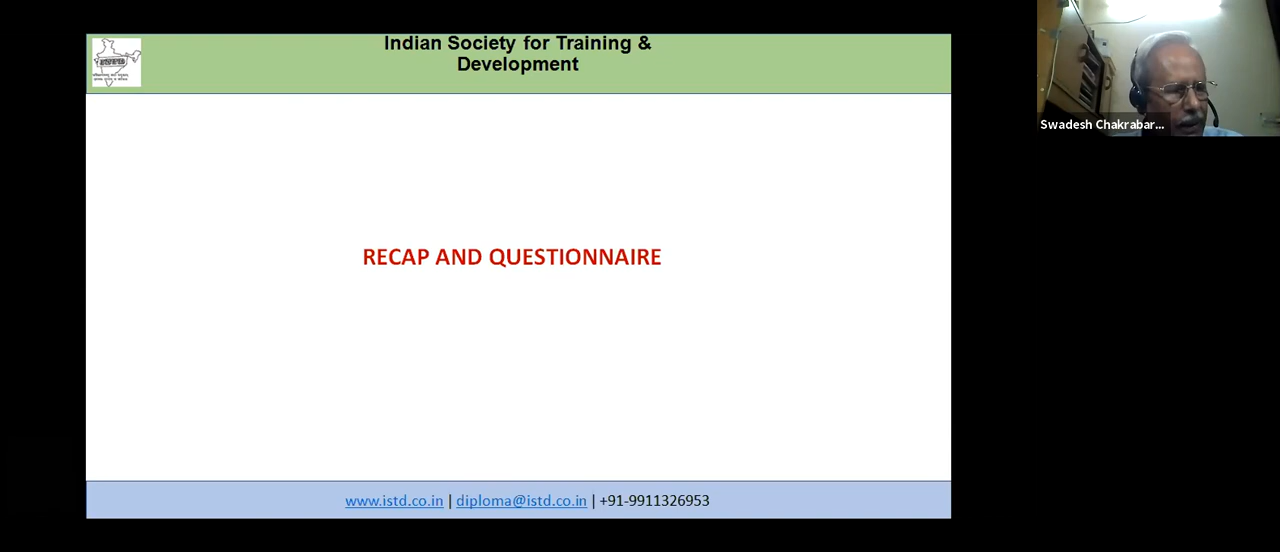 Indian Society for Training &
Development
ISTD
Swadesh Chakrabar...
RECAP AND QUESTIONNAIRE
www.istd.co.in | diploma@istd.co.in | +91-9911326953